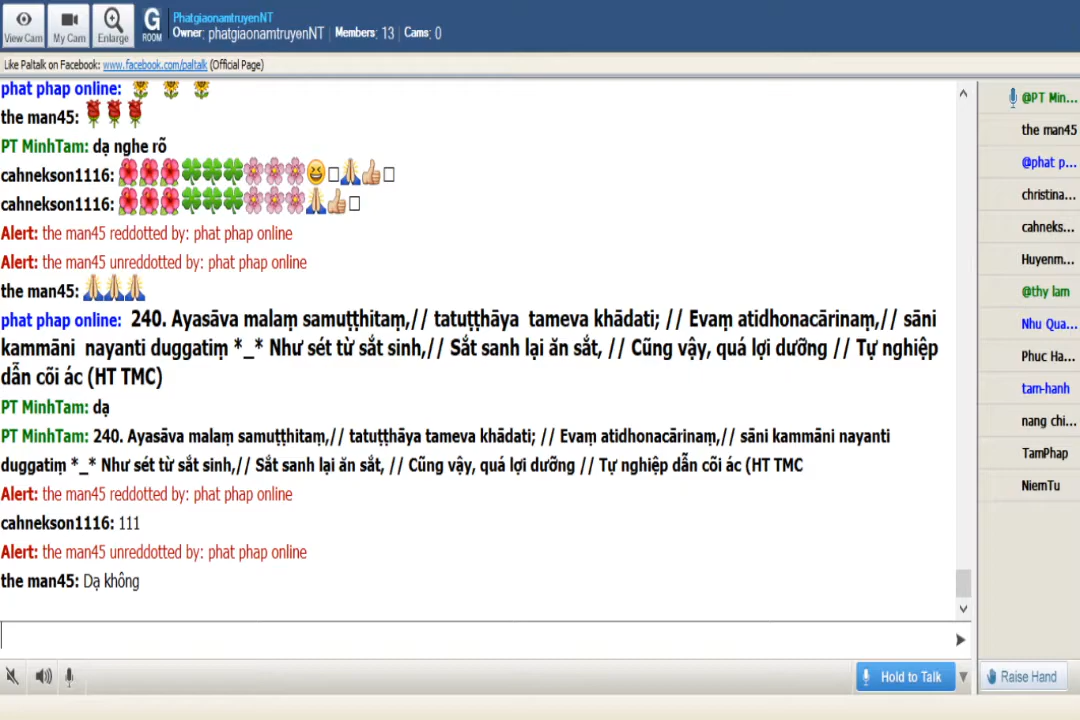 PhatgiaonamtruyenNT
Owner: phatgiaonamtruyenNT Members: 13 Cams: 0
View Cam My Cam Enlarge G ROOM
Like Paltalk on Facebook: www.facebook.com/paltalk (Official Page)
phat phap online: 🌻 🌻 🌻
the man45: 🌹🌹🌹
PT MinhTam: dạ nghe rõ
cahnekson1116: 🌺🌺🌺🍀🍀🍀🌸🌸🌸😆□🙏👍□
cahnekson1116: 🌺🌺🌺🍀🍀🍀🌸🌸🌸🙏👍□
Alert: the man45 reddotted by: phat phap online
Alert: the man45 unreddotted by: phat phap online
the man45: 🙏🙏🙏
phat phap online: 240. Ayasāva malaṃ samuṭṭhitaṃ,// tatuṭṭhāya tameva khādati; // Evaṃ atidhonacārinaṃ,// sāni
kammāni nayanti duggatiṃ *_* Như sét từ sắt sinh,// Sắt sanh lại ăn sắt, // Cũng vậy, quá lợi dưỡng // Tự nghiệp
dẫn cõi ác (HT TMC)
PT MinhTam: dạ
PT MinhTam: 240. Ayasāva malaṃ samuṭṭhitaṃ,// tatuṭṭhāya tameva khādati; // Evaṃ atidhonacārinaṃ,// sāni kammāni nayanti
duggatiṃ *_* Như sét từ sắt sinh,// Sắt sanh lại ăn sắt, // Cũng vậy, quá lợi dưỡng // Tự nghiệp dẫn cõi ác (HT TMC
Alert: the man45 reddotted by: phat phap online
cahnekson1116: 111
Alert: the man45 unreddotted by: phat phap online
the man45: Dạ không
@PT Min...
the man45
@phat p...
christina...
cahneks...
Huyenm...
@thy lam
Nhu Qua...
Phuc Ha...
tam-hanh
nang chi...
TamPhap
NiemTu
Hold to Talk
Raise Hand